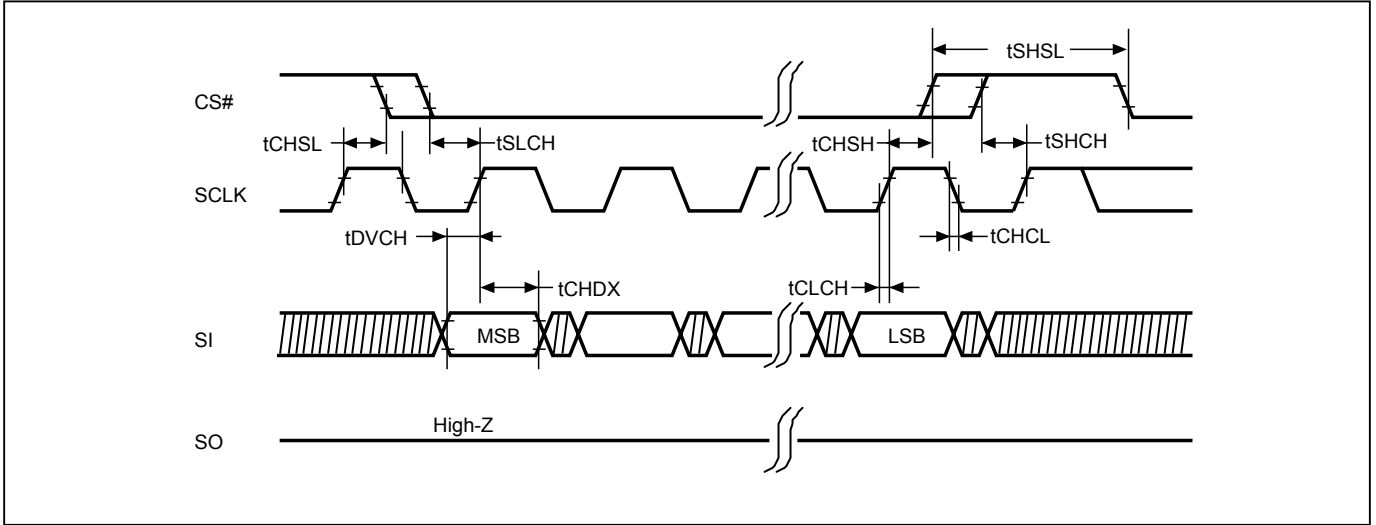 tSHSL
CS#
tCHSL
tSLCH
tCHSH
tSHCH
SCLK
tDVCH
tCHCL
tCHDX
tCLCH
SI
MSB
LSB
High-Z
SO